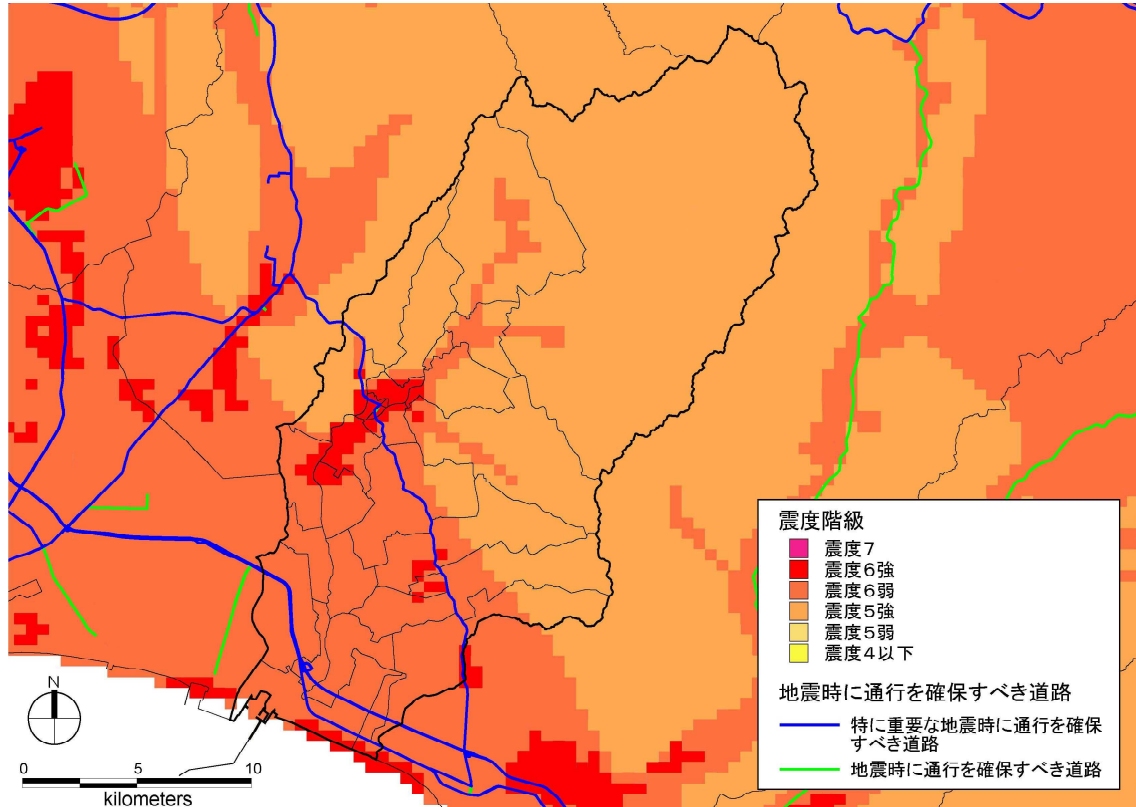 震度階級
震度7
震度6強
震度6弱
震度5強
震度5弱
震度4以下
地震時に通行を確保すべき道路
特に重要な地震時に通行を確保
すべき道路
地震時に通行を確保すべき道路
N
0 5 10
kilometers